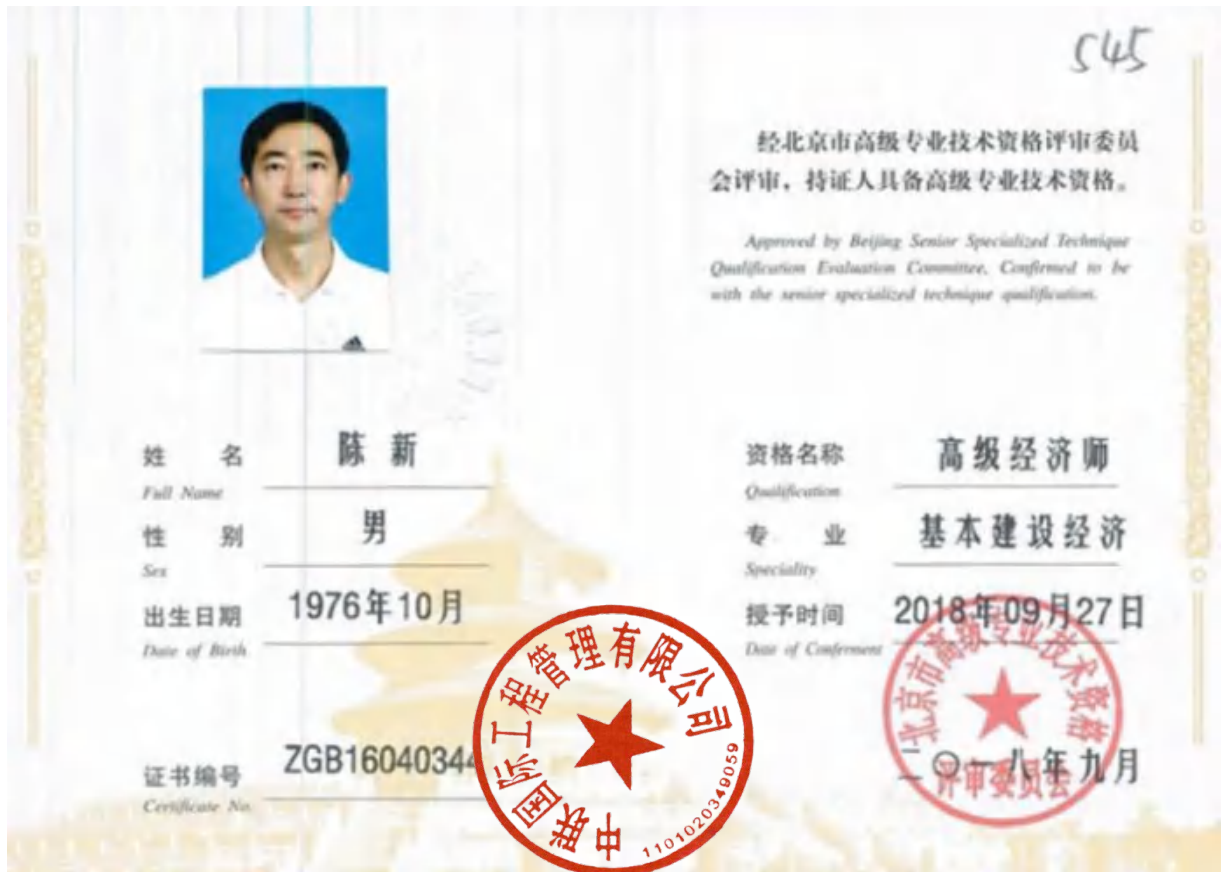 545
经北京市高级专业技术资格评审委员
会评审，持证人具备高级专业技术资格。
Approved by Beijing Senior Specialized Technique
Qualification Evaluation Committee, Confirmed to be
with the senior specialized technique qualification.
姓 名 陈 新
Full Name
性 别 男
Sex
出生日期 1976年10月
Date of Birth
证书编号 ZGB1604034
Certificate No.
资格名称 高级经济师
Qualification
专 业 基本建设经济
Speciality
授予时间 2018年09月27日
Date of Conferment
北京市高级专业技术资格
评审委员会
二〇一八年九月
中联国际工程管理有限公司
1101020349059